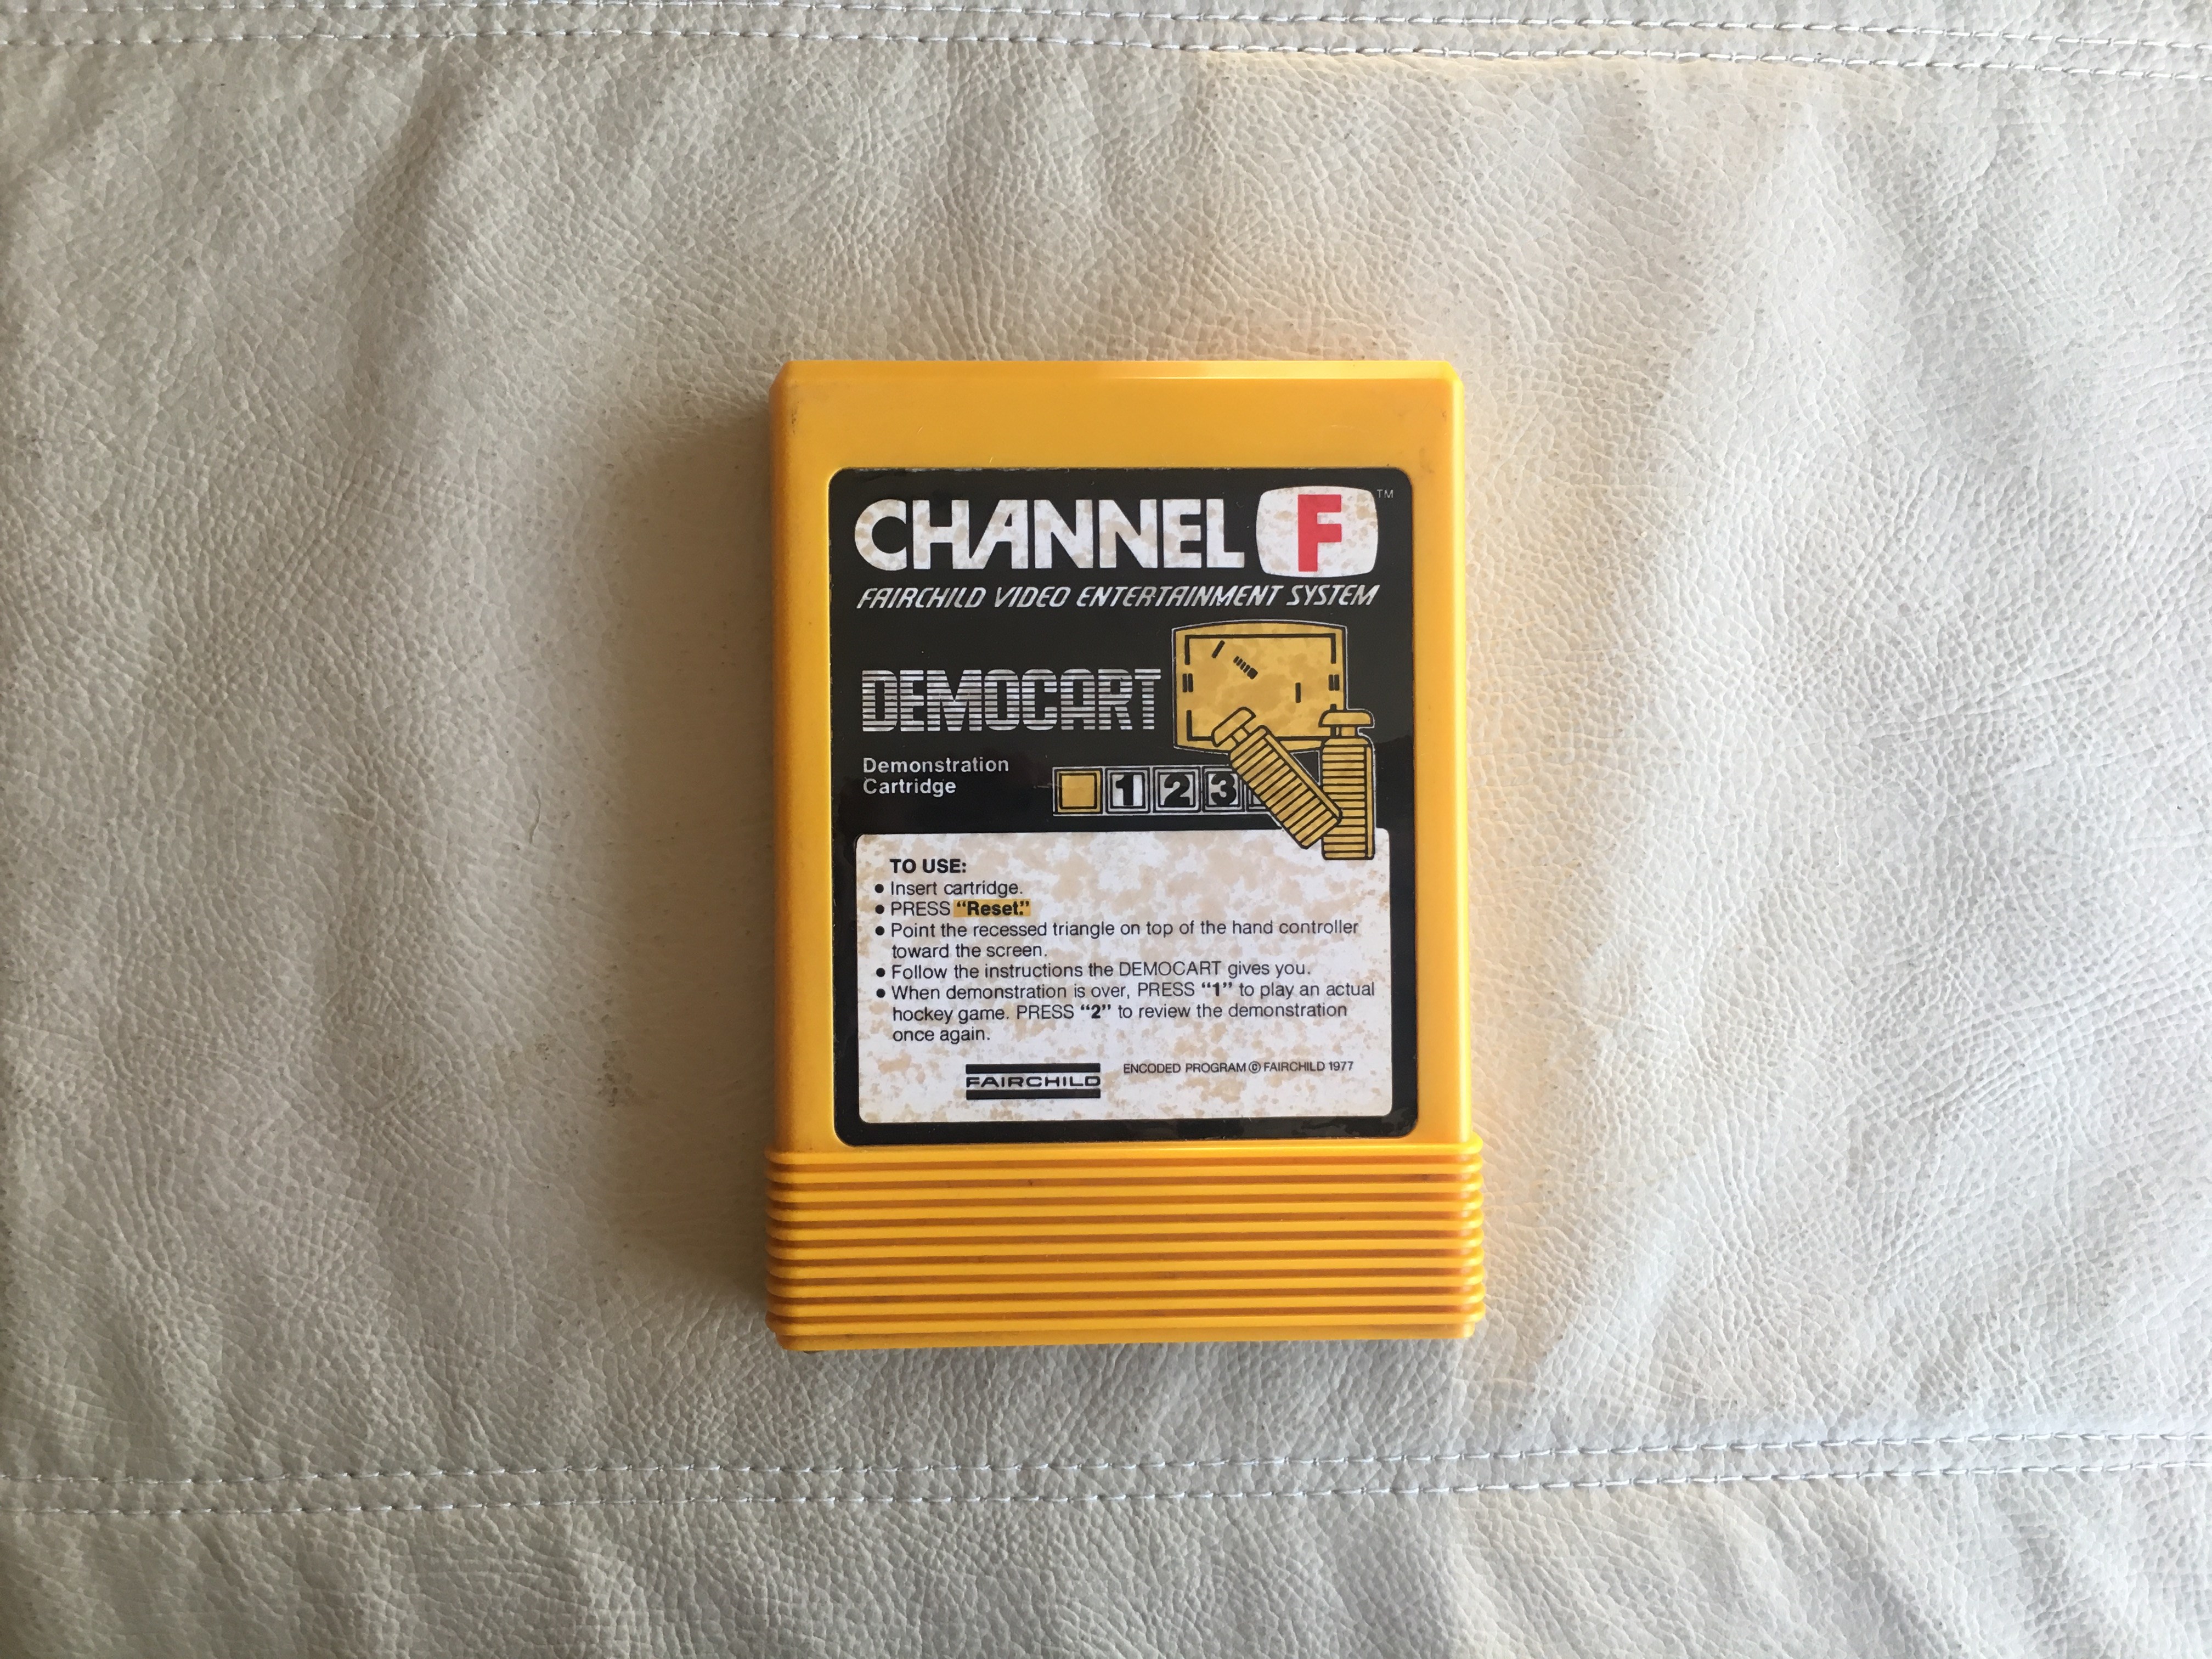 CHANNEL F ™
FAIRCHILD VIDEO ENTERTAINMENT SYSTEM
DEMOCART
Demonstration
Cartridge
1 2 3
TO USE:
• Insert cartridge.
• PRESS “Reset.”
• Point the recessed triangle on top of the hand controller
toward the screen.
• Follow the instructions the DEMOCART gives you.
• When demonstration is over, PRESS “1” to play an actual
hockey game. PRESS “2” to review the demonstration
once again.
FAIRCHILD
ENCODED PROGRAM © FAIRCHILD 1977